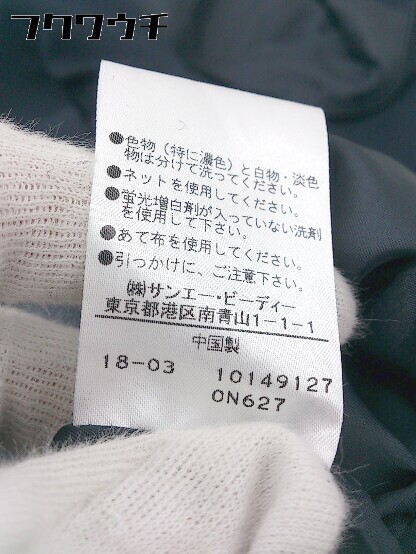 フクワウチ
●色物（特に濃色）と白物・淡色
物は分けて洗ってください。
●ネットを使用してください。
●蛍光増白剤が入っていない洗剤
を使用して下さい。
●あて布を使用してください。
●引っかけに、ご注意下さい。
㈱サンエー・ビーディー
東京都港区南青山1-1-1
中国製
18-03 10149127
0N627